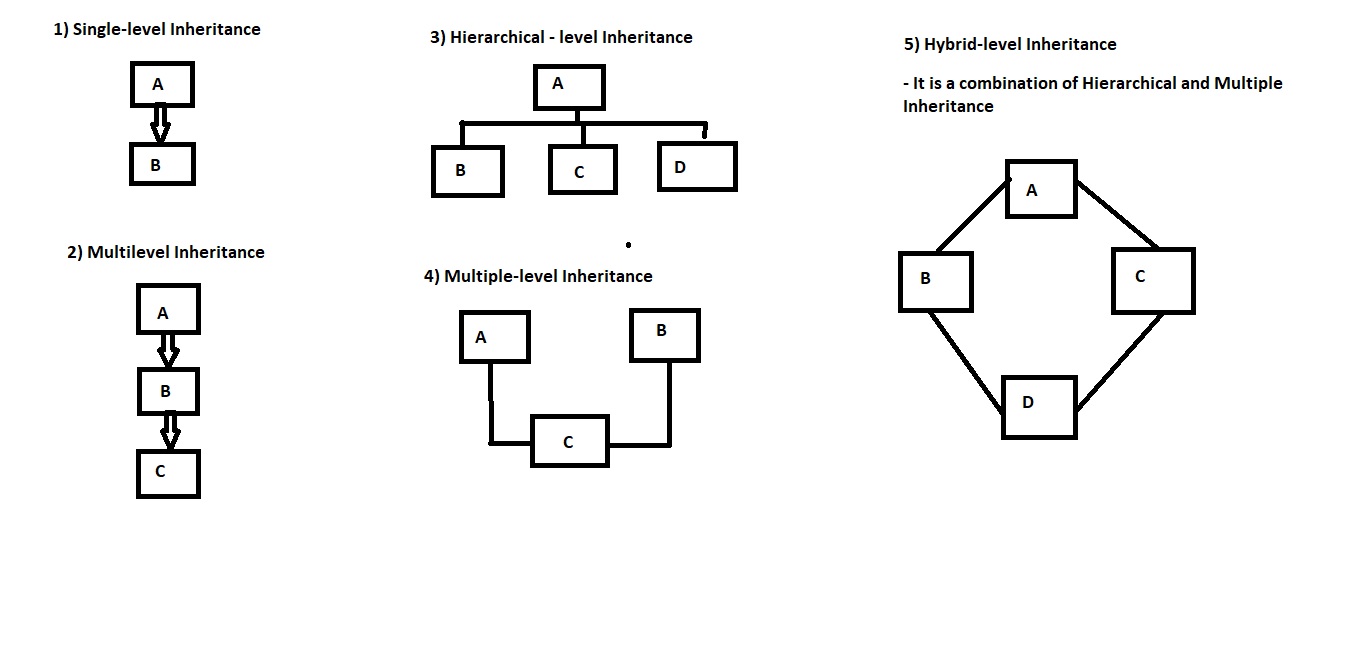 1) Single-level Inheritance
A
B
2) Multilevel Inheritance
A
B
C
3) Hierarchical - level Inheritance
A
B
C
D
4) Multiple-level Inheritance
A
B
C
5) Hybrid-level Inheritance
- It is a combination of Hierarchical and Multiple
Inheritance
A
B
C
D